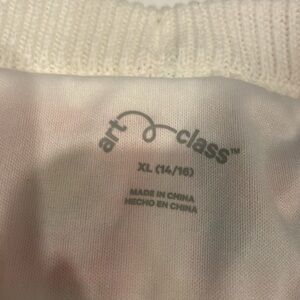 art class™
XL (14/16)
MADE IN CHINA
HECHO EN CHINA